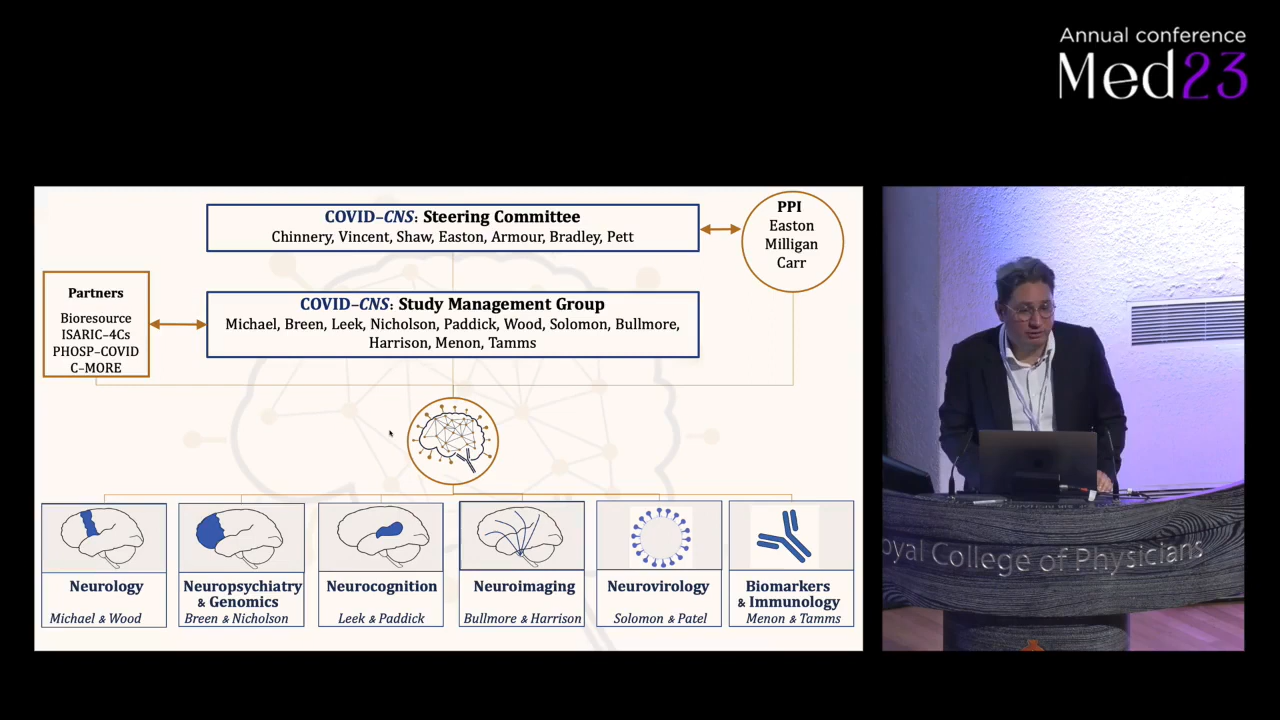 Annual conference
Med23
COVID–CNS: Steering Committee
Chinnery, Vincent, Shaw, Easton, Armour, Bradley, Pett
PPI
Easton
Milligan
Carr
Partners
Bioresource
ISARIC–4Cs
PHOSP–COVID
C–MORE
COVID–CNS: Study Management Group
Michael, Breen, Leek, Nicholson, Paddick, Wood, Solomon, Bullmore,
Harrison, Menon, Tamms
Neurology
Michael & Wood
Neuropsychiatry
& Genomics
Breen & Nicholson
Neurocognition
Leek & Paddick
Neuroimaging
Bullmore & Harrison
Neurovirology
Solomon & Patel
Biomarkers
& Immunology
Menon & Tamms
oyal College of Physicians